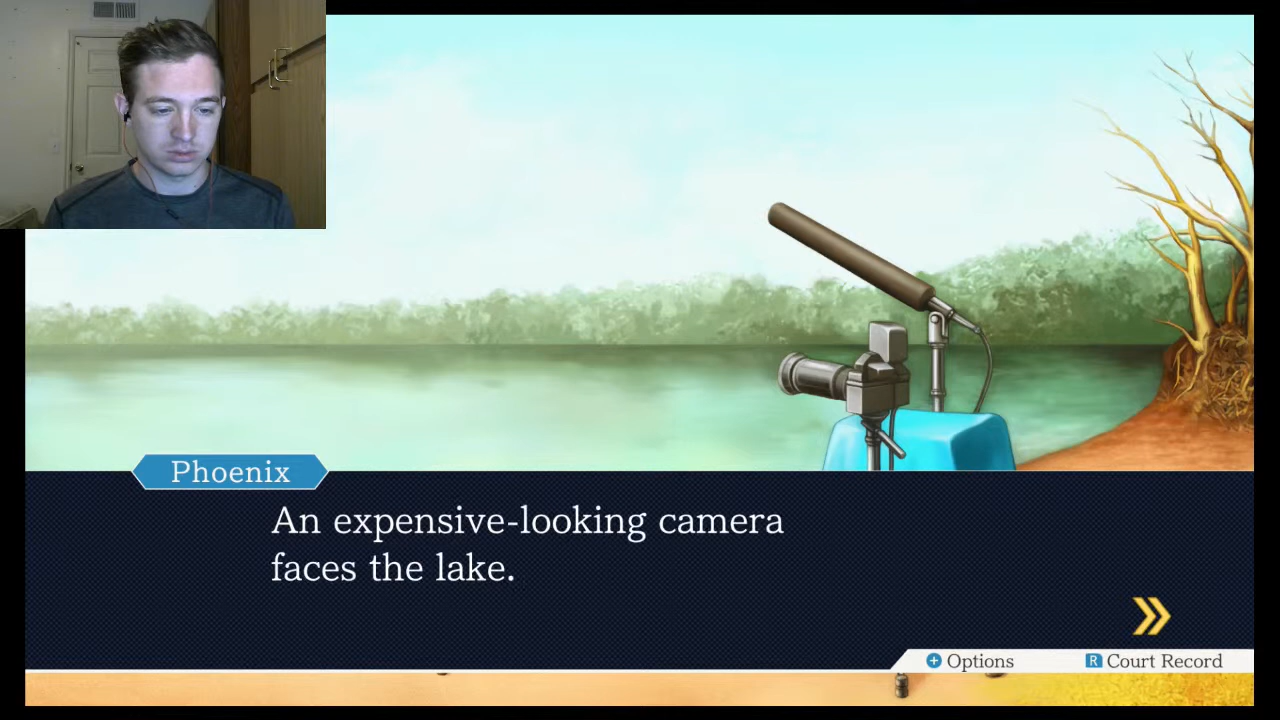 Phoenix
An expensive-looking camera
faces the lake.
Options
R Court Record